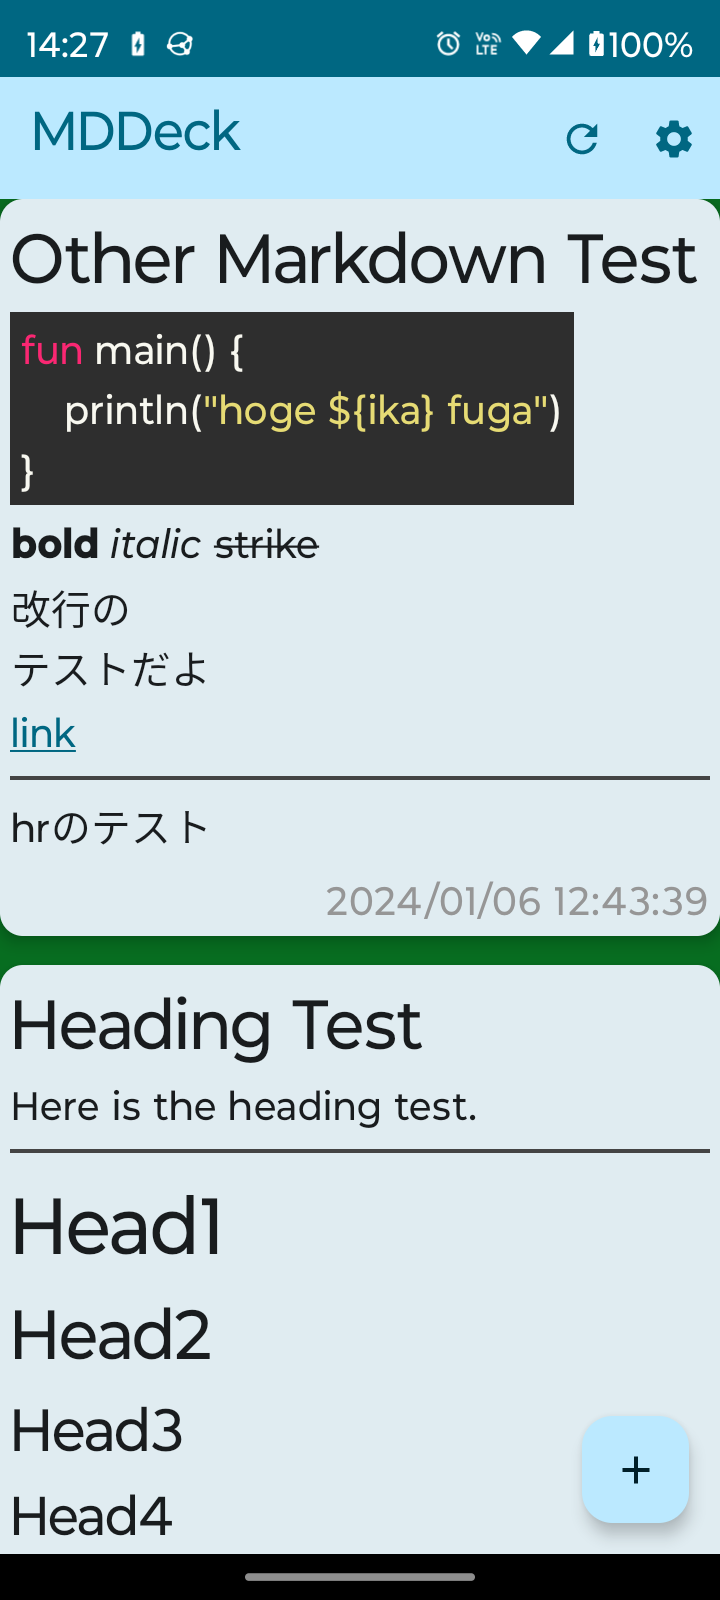 14:27 Vo LTE 100%
MDDeck
Other Markdown Test
fun main() {
    println("hoge ${ika} fuga")
}
bold italic strike
改行の
テストだよ
link
hrのテスト
2024/01/06 12:43:39
Heading Test
Here is the heading test.
Head1
Head2
Head3
Head4
+